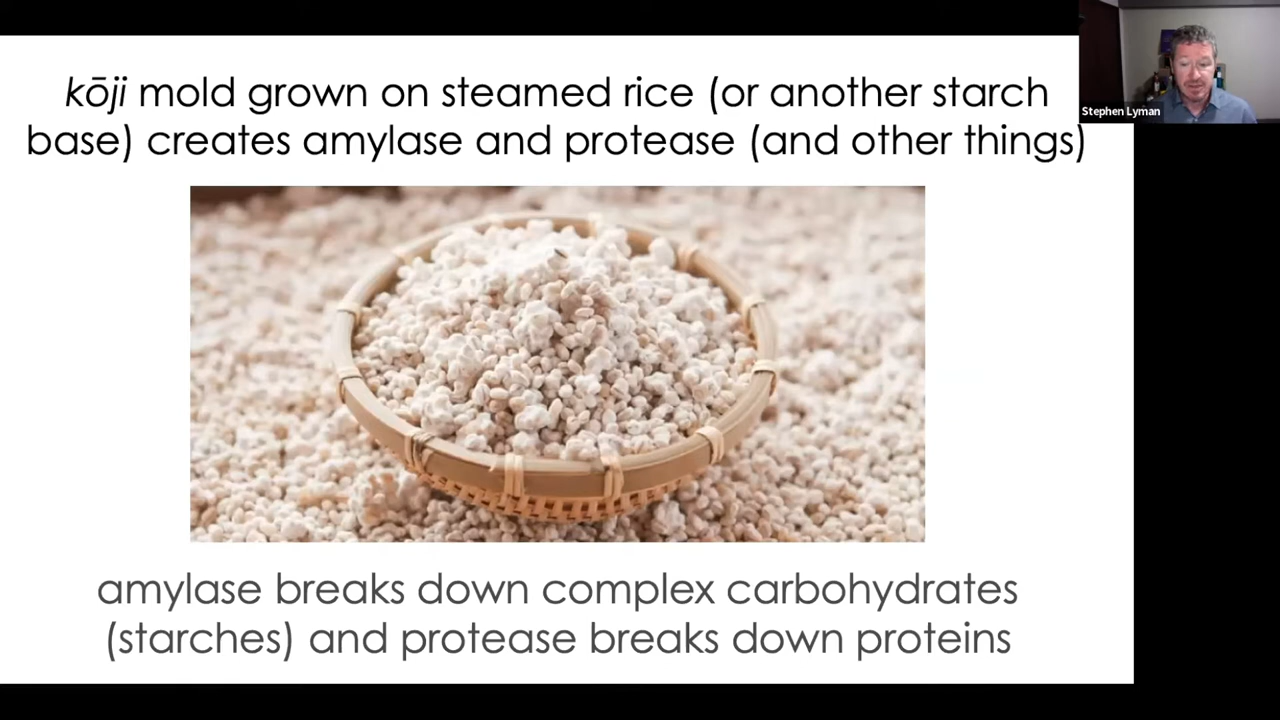 kōji mold grown on steamed rice (or another starch
base) creates amylase and protease (and other things)
Stephen Lyman
amylase breaks down complex carbohydrates
(starches) and protease breaks down proteins